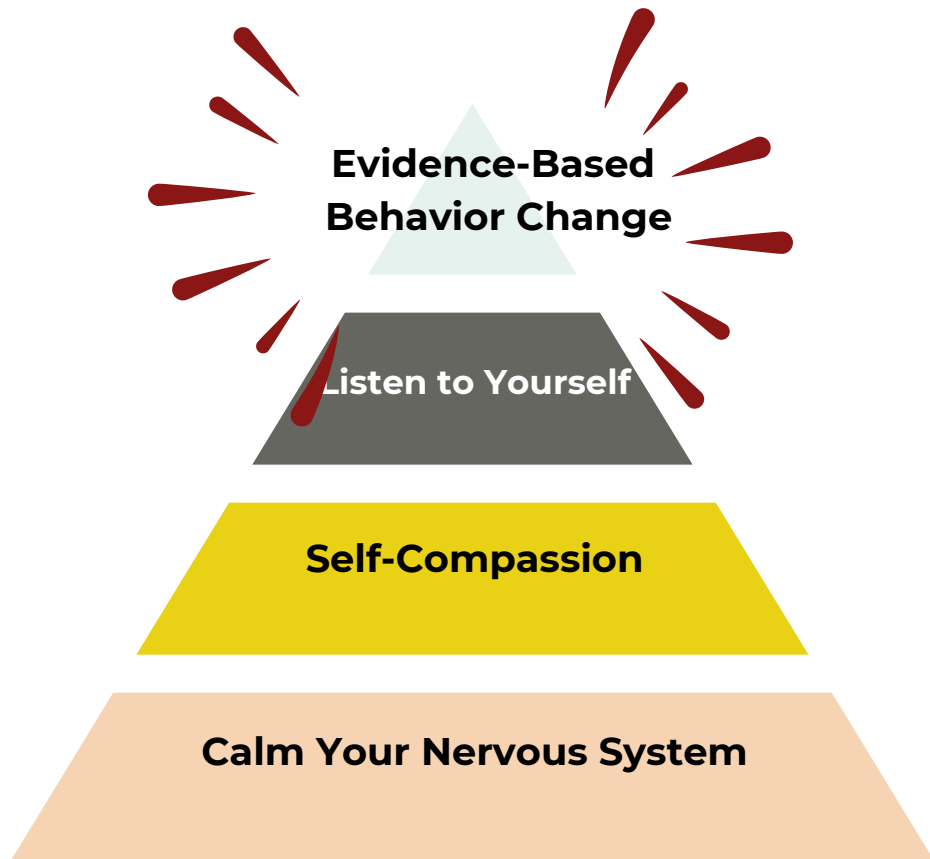 Evidence-Based
Behavior Change
Listen to Yourself
Self-Compassion
Calm Your Nervous System